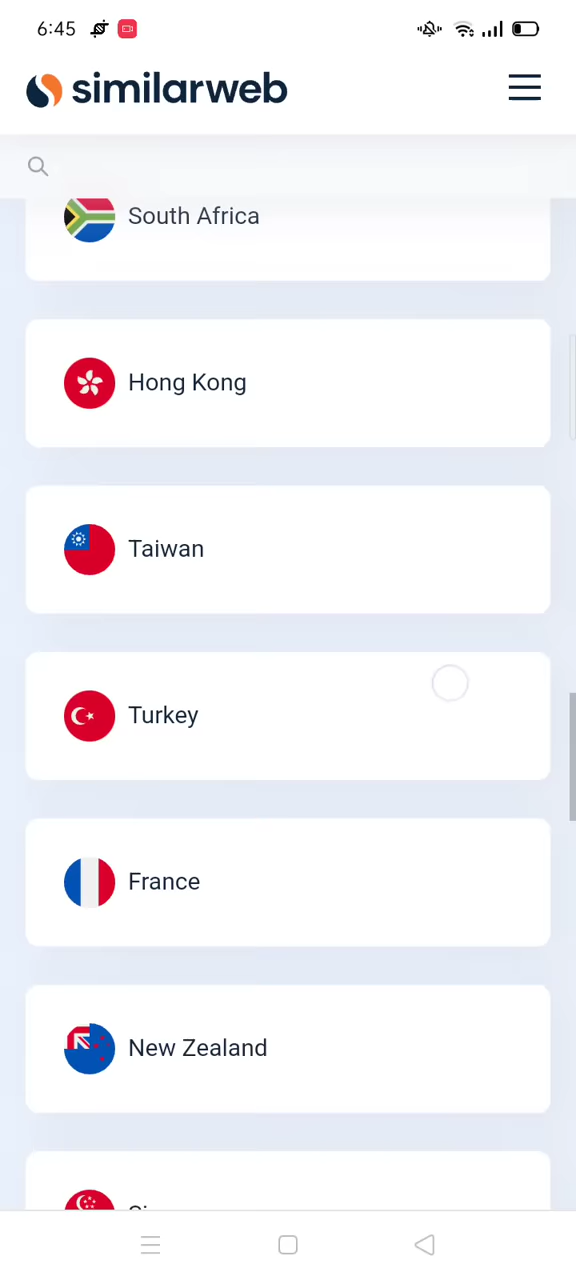 6:45
similarweb
South Africa
Hong Kong
Taiwan
Turkey
France
New Zealand